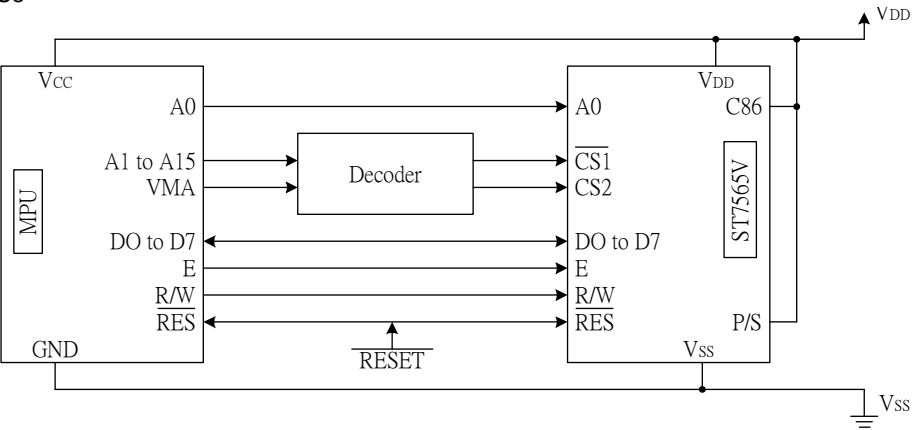 VDD
VCC
VDD
A0
A0
C86
A1 to A15
Decoder
CS1
VMA
CS2
MPU
ST7565V
DO to D7
DO to D7
E
E
R/W
R/W
RES
RES
P/S
GND
RESET
VSS
VSS